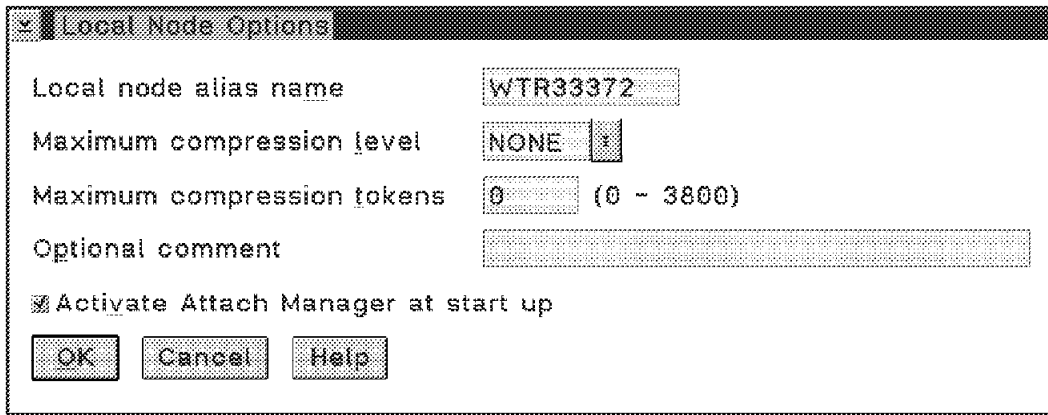 Local Node Options
Local node alias name WTR33372
Maximum compression level NONE
Maximum compression tokens 0 (0 - 3800)
Optional comment
Activate Attach Manager at start up
OK Cancel Help